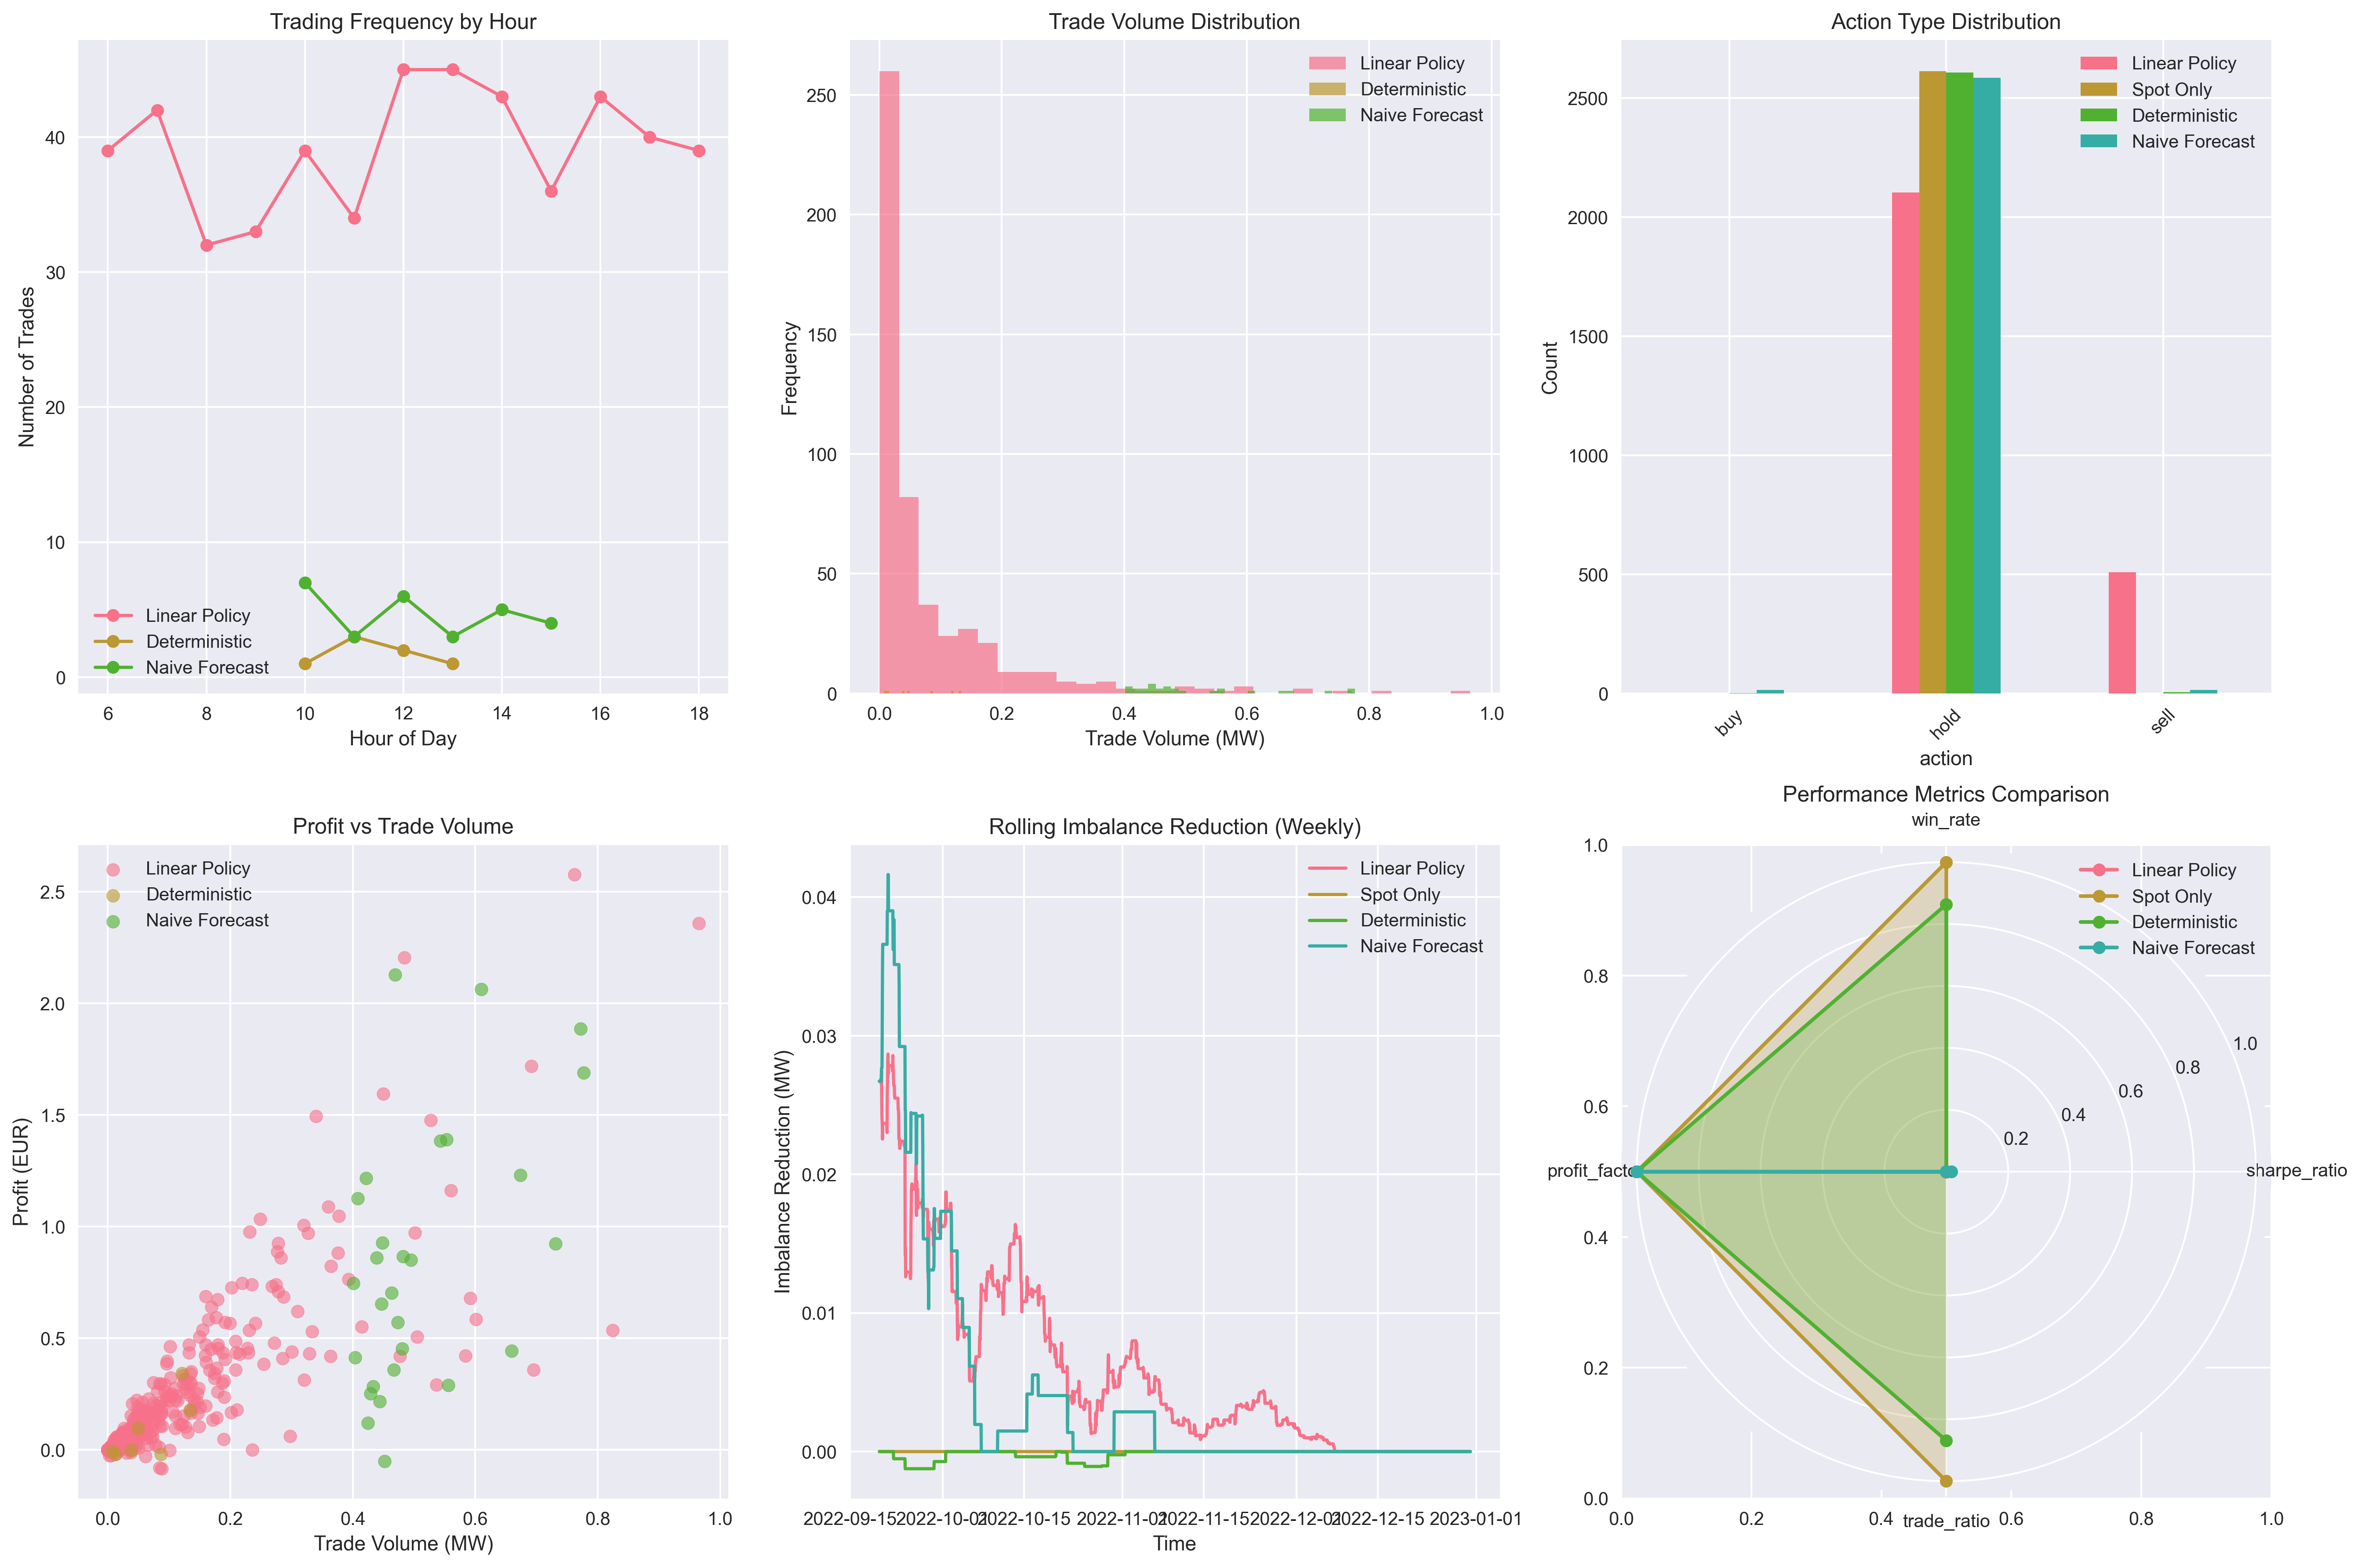 Trading Frequency by Hour
Number of Trades
40
30
20
10
0
Linear Policy
Deterministic
Naive Forecast
6 8 10 12 14 16 18
Hour of Day
Trade Volume Distribution
Frequency
250
200
150
100
50
0
Linear Policy
Deterministic
Naive Forecast
0.0 0.2 0.4 0.6 0.8 1.0
Trade Volume (MW)
Action Type Distribution
Count
2500
2000
1500
1000
500
0
Linear Policy
Spot Only
Deterministic
Naive Forecast
buy hold sell
action
Profit vs Trade Volume
Profit (EUR)
2.5
2.0
1.5
1.0
0.5
0.0
Linear Policy
Deterministic
Naive Forecast
0.0 0.2 0.4 0.6 0.8 1.0
Trade Volume (MW)
Rolling Imbalance Reduction (Weekly)
Imbalance Reduction (MW)
0.04
0.03
0.02
0.01
0.00
Linear Policy
Spot Only
Deterministic
Naive Forecast
2022-09-15 2022-10-01 2022-10-15 2022-11-01 2022-11-15 2022-12-01 2022-12-15 2023-01-01
Time
Performance Metrics Comparison
win_rate
1.0
0.8
0.6
0.4
0.2
0.0
Linear Policy
Spot Only
Deterministic
Naive Forecast
1.0
0.8
0.6
0.4
0.2
profit_facto
sharpe_ratio
0.0 0.2 0.4 trade_ratio 0.6 0.8 1.0